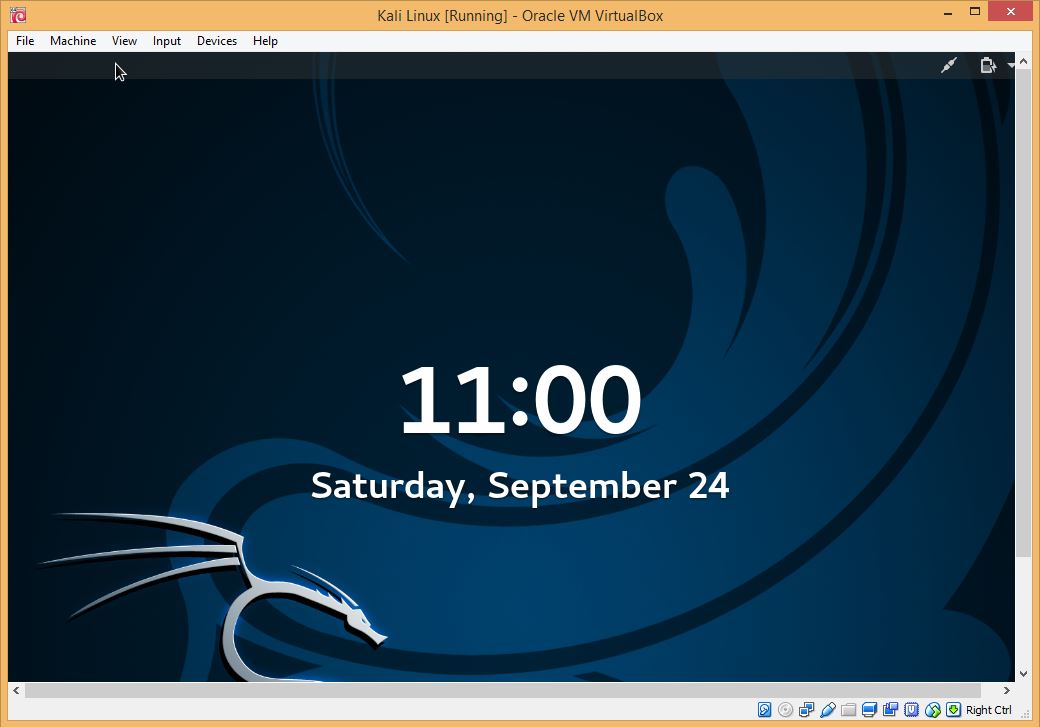 Kali Linux [Running] - Oracle VM VirtualBox
File Machine View Input Devices Help
11:00
Saturday, September 24
Right Ctrl